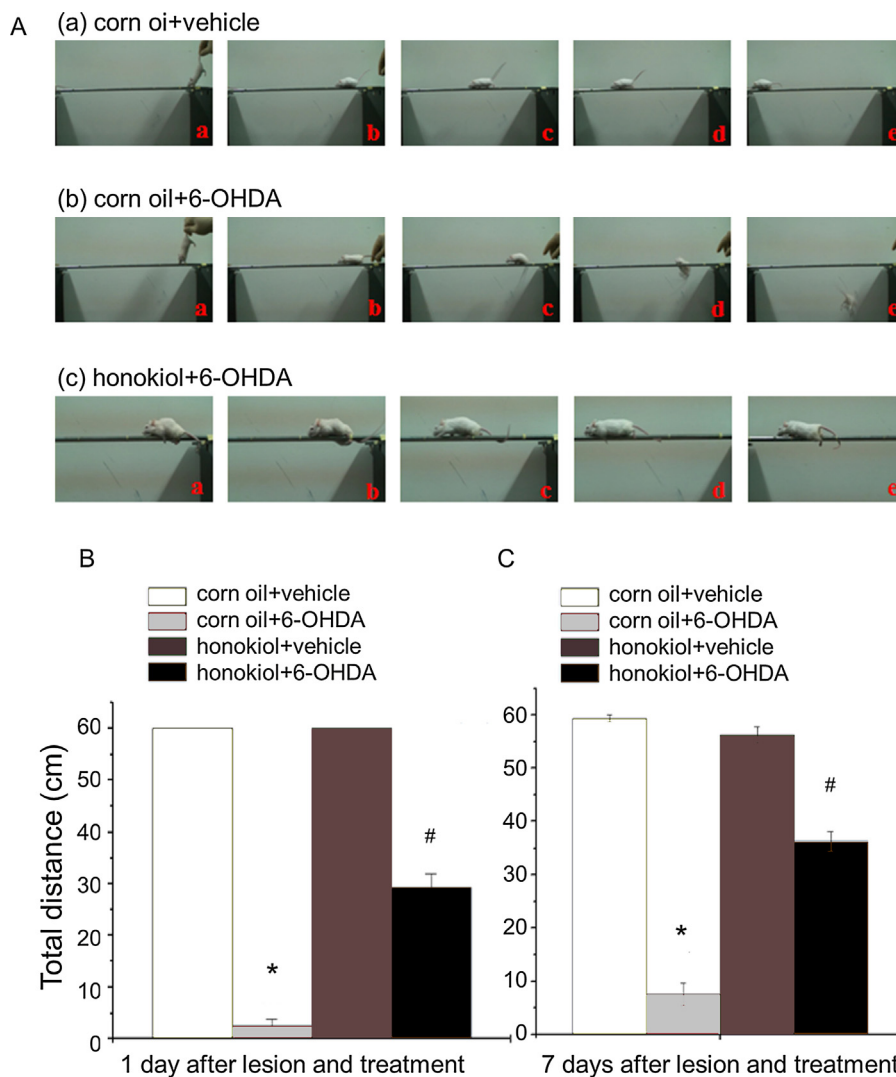 A
(a) corn oi+vehicle
a b c d e
(b) corn oil+6-OHDA
a b c d e
(c) honokiol+6-OHDA
a b c d e
B
corn oil+vehicle
corn oil+6-OHDA
honokiol+vehicle
honokiol+6-OHDA
Total distance (cm)
60
50
40
30
20
10
0
*
#
1 day after lesion and treatment
C
corn oil+vehicle
corn oil+6-OHDA
honokiol+vehicle
honokiol+6-OHDA
60
50
40
30
20
10
0
*
#
7 days after lesion and treatment